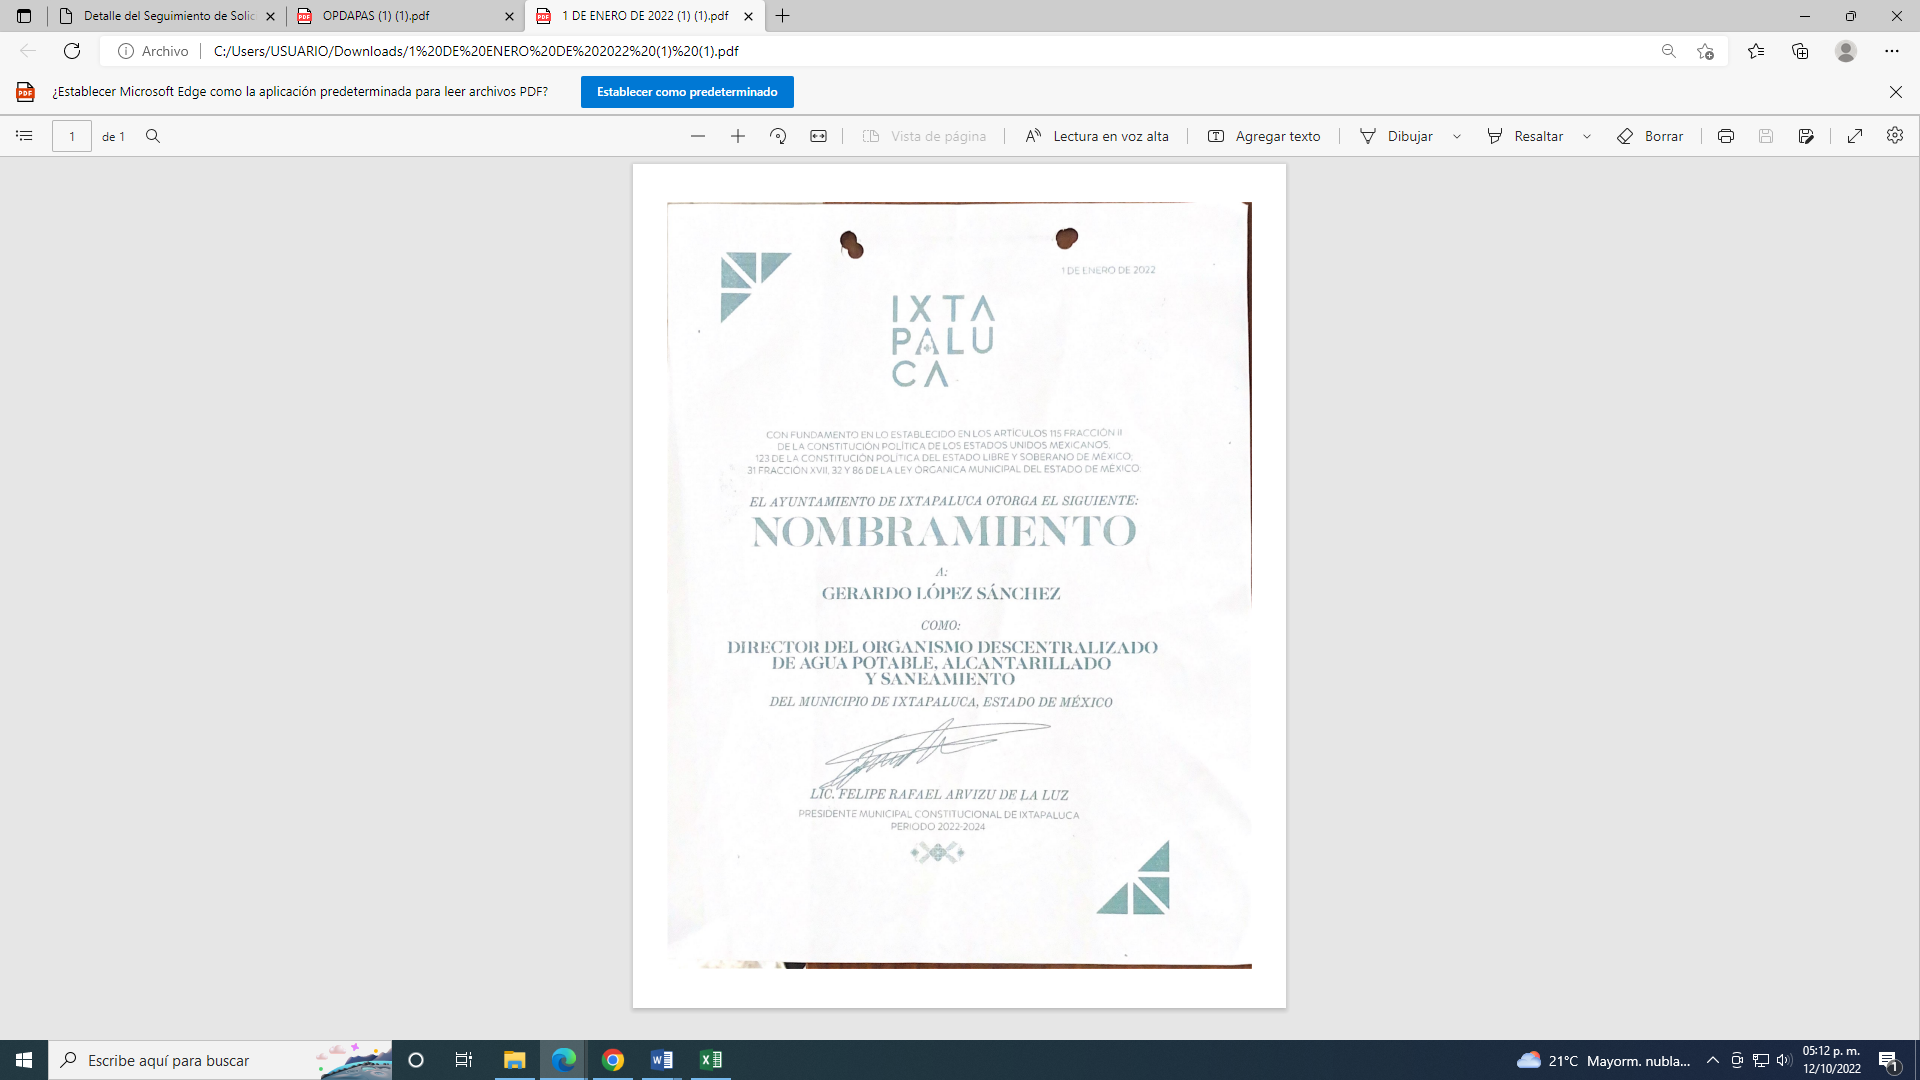 Detalle del Seguimiento de Solic
OPDAPAS (1) (1).pdf
1 DE ENERO DE 2022 (1) (1).pdf
Archivo
C:/Users/USUARIO/Downloads/1%20DE%20ENERO%20DE%202022%20(1)%20(1).pdf
PDF
¿Establecer Microsoft Edge como la aplicación predeterminada para leer archivos PDF?
Establecer como predeterminado
1
de 1
Vista de página
Lectura en voz alta
Agregar texto
Dibujar
Resaltar
Borrar
1 DE ENERO DE 2022
IXTA
PALU
CA
CON FUNDAMENTO EN LO ESTABLECIDO EN LOS ARTÍCULOS 115 FRACCIÓN II
DE LA CONSTITUCIÓN POLÍTICA DE LOS ESTADOS UNIDOS MEXICANOS,
123 DE LA CONSTITUCIÓN POLÍTICA DEL ESTADO LIBRE Y SOBERANO DE MÉXICO;
31 FRACCIÓN XVII, 32 Y 86 DE LA LEY ORGANICA MUNICIPAL DEL ESTADO DE MÉXICO:
EL AYUNTAMIENTO DE IXTAPALUCA OTORGA EL SIGUIENTE:
NOMBRAMIENTO
A:
GERARDO LÓPEZ SÁNCHEZ
COMO:
DIRECTOR DEL ORGANISMO DESCENTRALIZADO
DE AGUA POTABLE, ALCANTARILLADO
Y SANEAMIENTO
DEL MUNICIPIO DE IXTAPALUCA, ESTADO DE MÉXICO
LIC. FELIPE RAFAEL ARVIZU DE LA LUZ
PRESIDENTE MUNICIPAL CONSTITUCIONAL DE IXTAPALUCA
PERIODO 2022-2024
Escribe aquí para buscar
21°C Mayorm. nubla...
05:12 p. m.
12/10/2022
1